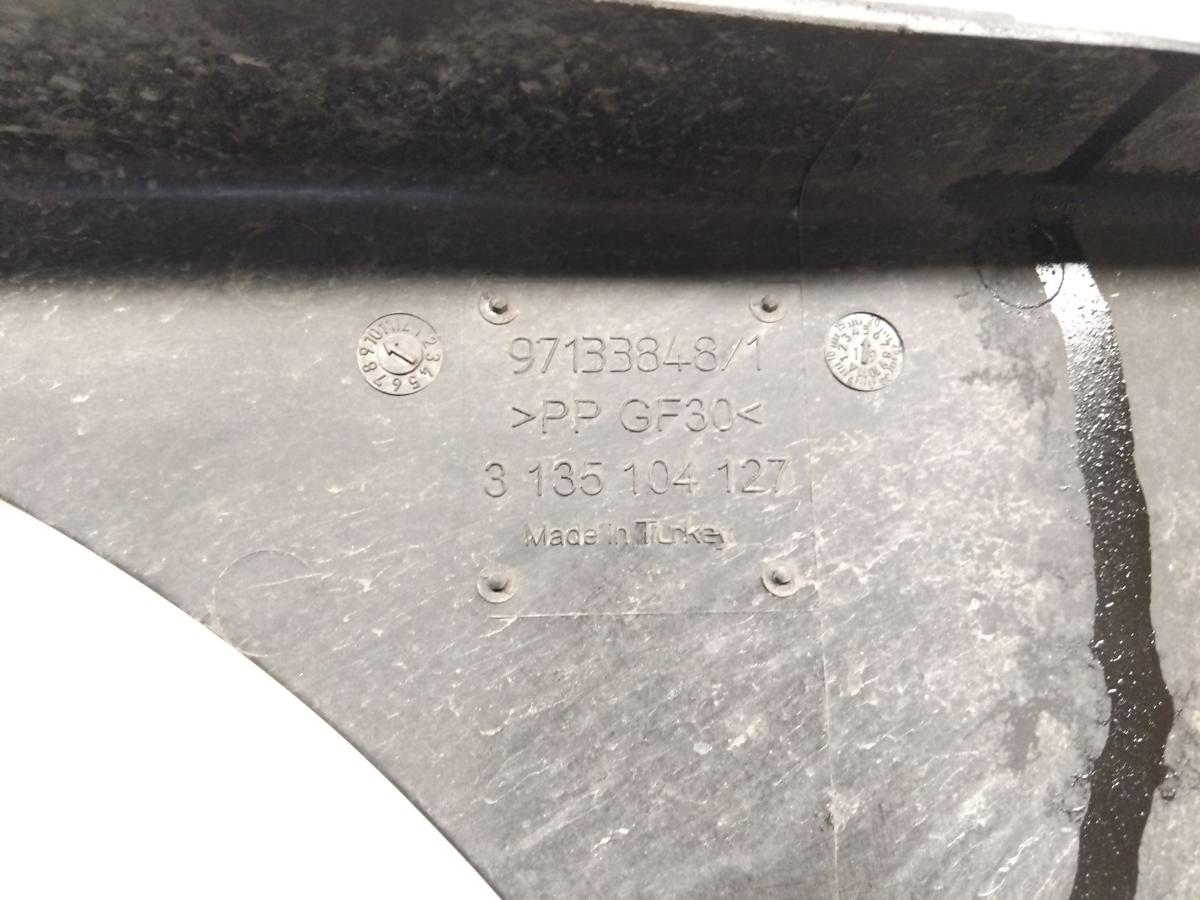 97133848/1
>PP GF30<
3 135 104 127
Made in Turkey